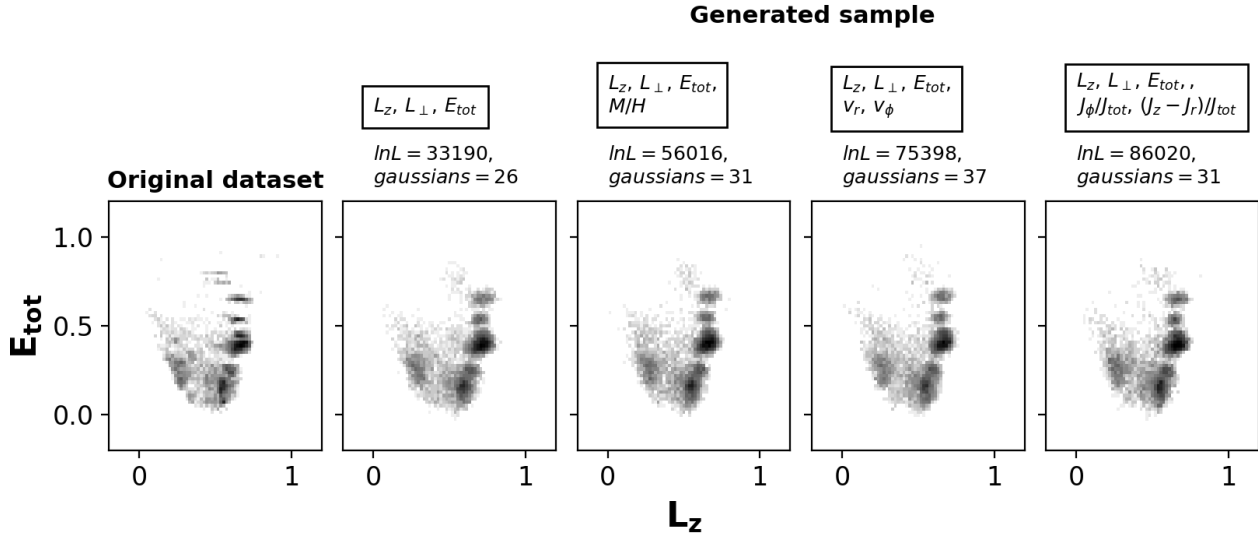 Generated sample
Original dataset
L_z, L_⊥, E_tot
lnL = 33190,
gaussians = 26
L_z, L_⊥, E_tot,
M/H
lnL = 56016,
gaussians = 31
L_z, L_⊥, E_tot,
v_r, v_ϕ
lnL = 75398,
gaussians = 37
L_z, L_⊥, E_tot,,
J_ϕ/J_tot, (J_z − J_r)/J_tot
lnL = 86020,
gaussians = 31
E_tot
1.0
0.5
0.0
0 1
0 1
0 1
0 1
0 1
L_z